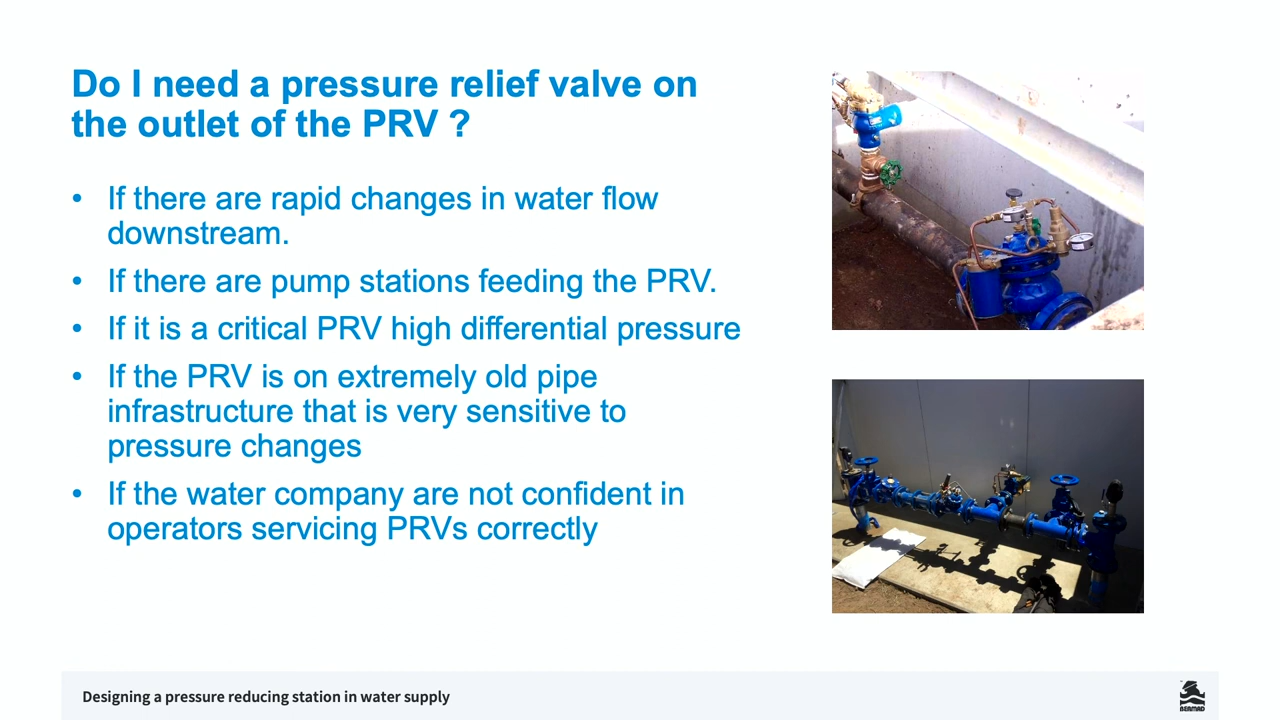 Do I need a pressure relief valve on
the outlet of the PRV ?
• If there are rapid changes in water flow
downstream.
• If there are pump stations feeding the PRV.
• If it is a critical PRV high differential pressure
• If the PRV is on extremely old pipe
infrastructure that is very sensitive to
pressure changes
• If the water company are not confident in
operators servicing PRVs correctly
Designing a pressure reducing station in water supply
BERMAD